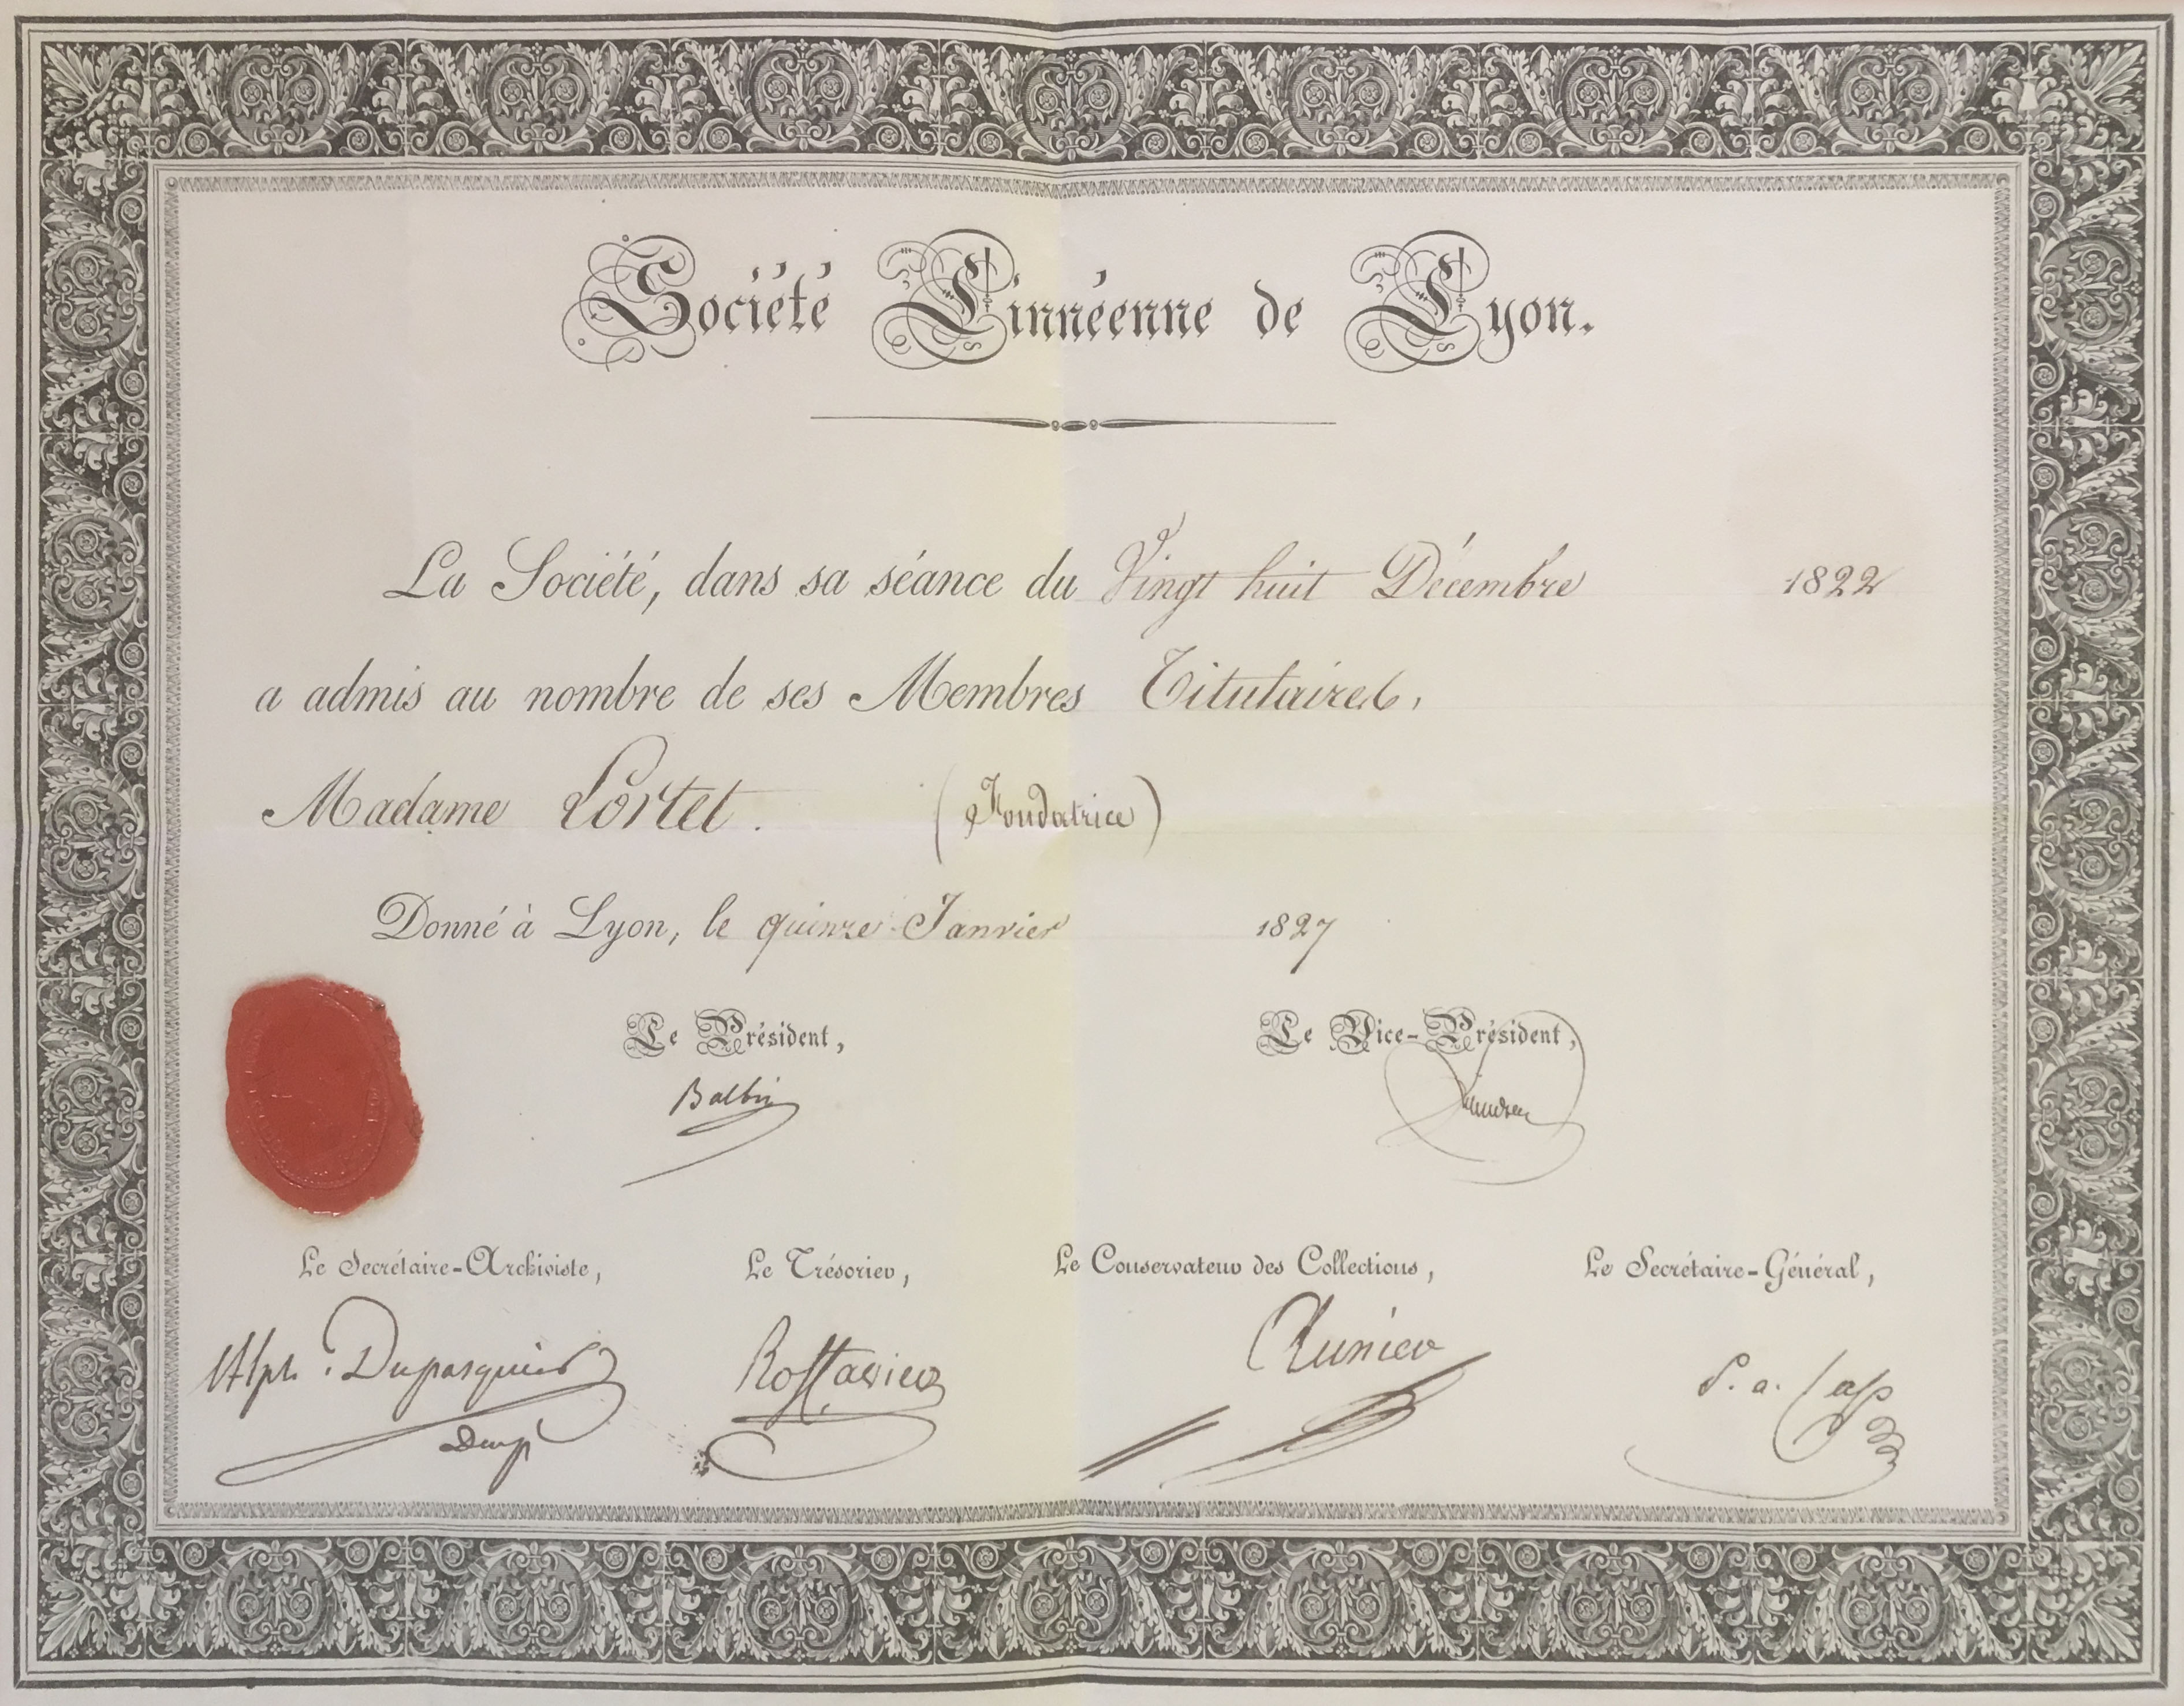 Société Linnéenne de Lyon.
La Société, dans sa séance du Vingt huit Décembre 1822
a admis au nombre de ses Membres Titulaires,
Madame Lortet. (Fondatrice)
Donné à Lyon, le quinze Janvier 1827
Le Président, Le Vice-Président,
Balbis
Le Secrétaire-Archiviste, Le Trésorier, Le Conservateur des Collections, Le Secrétaire-Général,
Alph. Dupasquier Roffavier P. a. Cap